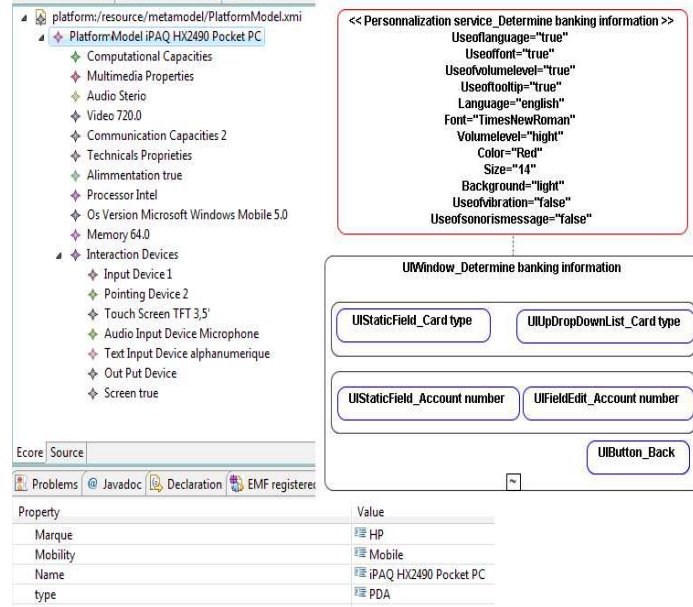 platform:/resource/metamodel/PlatformModel.xmi
PlatformModel iPAQ HX2490 Pocket PC
Computational Capacities
Multimedia Properties
Audio Sterio
Video 720.0
Communication Capacities 2
Technicals Proprieties
Alimmentation true
Processor Intel
Os Version Microsoft Windows Mobile 5.0
Memory 64.0
Interaction Devices
Input Device 1
Pointing Device 2
Touch Screen TFT 3,5'
Audio Input Device Microphone
Text Input Device alphanumerique
Out Put Device
Screen true
Ecore Source
Problems @ Javadoc Declaration EMF registered
Property Value
Marque HP
Mobility Mobile
Name iPAQ HX2490 Pocket PC
type PDA
<< Personnalization service_Determine banking information >>
Useoflanguage="true"
Useoffont="true"
Useofvolumelevel="true"
Useoftooltip="true"
Language="english"
Font="TimesNewRoman"
Volumelevel="hight"
Color="Red"
Size="14"
Background="light"
Useofvibration="false"
Useofsonorismessage="false"
UIWindow_Determine banking information
UIStaticField_Card type UIUpDropDownList_Card type
UIStaticField_Account number UIFieldEdit_Account number
UIButton_Back
~